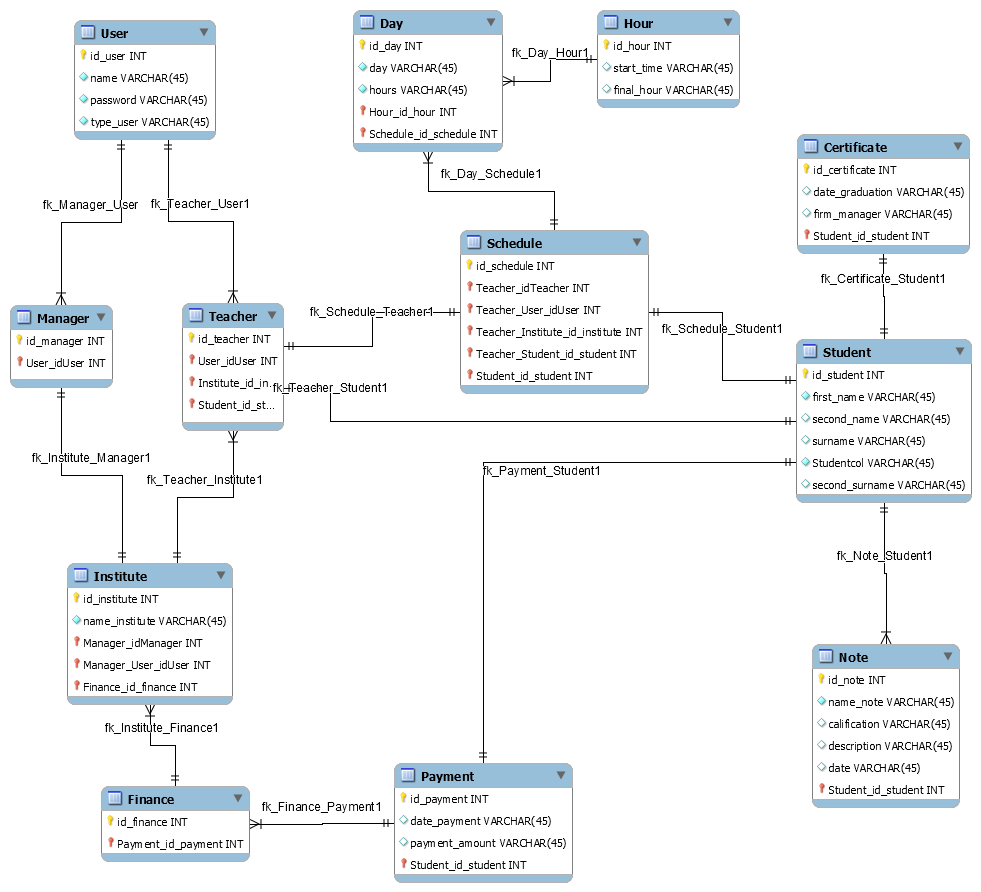 User
id_user INT
name VARCHAR(45)
password VARCHAR(45)
type_user VARCHAR(45)
Day
id_day INT
day VARCHAR(45)
hours VARCHAR(45)
Hour_id_hour INT
Schedule_id_schedule INT
fk_Day_Hour1
Hour
id_hour INT
start_time VARCHAR(45)
final_hour VARCHAR(45)
fk_Manager_User
fk_Teacher_User1
fk_Day_Schedule1
Certificate
id_certificate INT
date_graduation VARCHAR(45)
firm_manager VARCHAR(45)
Student_id_student INT
fk_Certificate_Student1
Manager
id_manager INT
User_idUser INT
Teacher
id_teacher INT
User_idUser INT
Institute_id_in...
Student_id_st...
fk_Schedule_Teacher1
fk_Teacher_Student1
Schedule
id_schedule INT
Teacher_idTeacher INT
Teacher_User_idUser INT
Teacher_Institute_id_institute INT
Teacher_Student_id_student INT
Student_id_student INT
fk_Schedule_Student1
Student
id_student INT
first_name VARCHAR(45)
second_name VARCHAR(45)
surname VARCHAR(45)
Studentcol VARCHAR(45)
second_surname VARCHAR(45)
fk_Institute_Manager1
fk_Teacher_Institute1
fk_Payment_Student1
fk_Note_Student1
Institute
id_institute INT
name_institute VARCHAR(45)
Manager_idManager INT
Manager_User_idUser INT
Finance_id_finance INT
fk_Institute_Finance1
Note
id_note INT
name_note VARCHAR(45)
calification VARCHAR(45)
description VARCHAR(45)
date VARCHAR(45)
Student_id_student INT
Finance
id_finance INT
Payment_id_payment INT
fk_Finance_Payment1
Payment
id_payment INT
date_payment VARCHAR(45)
payment_amount VARCHAR(45)
Student_id_student INT